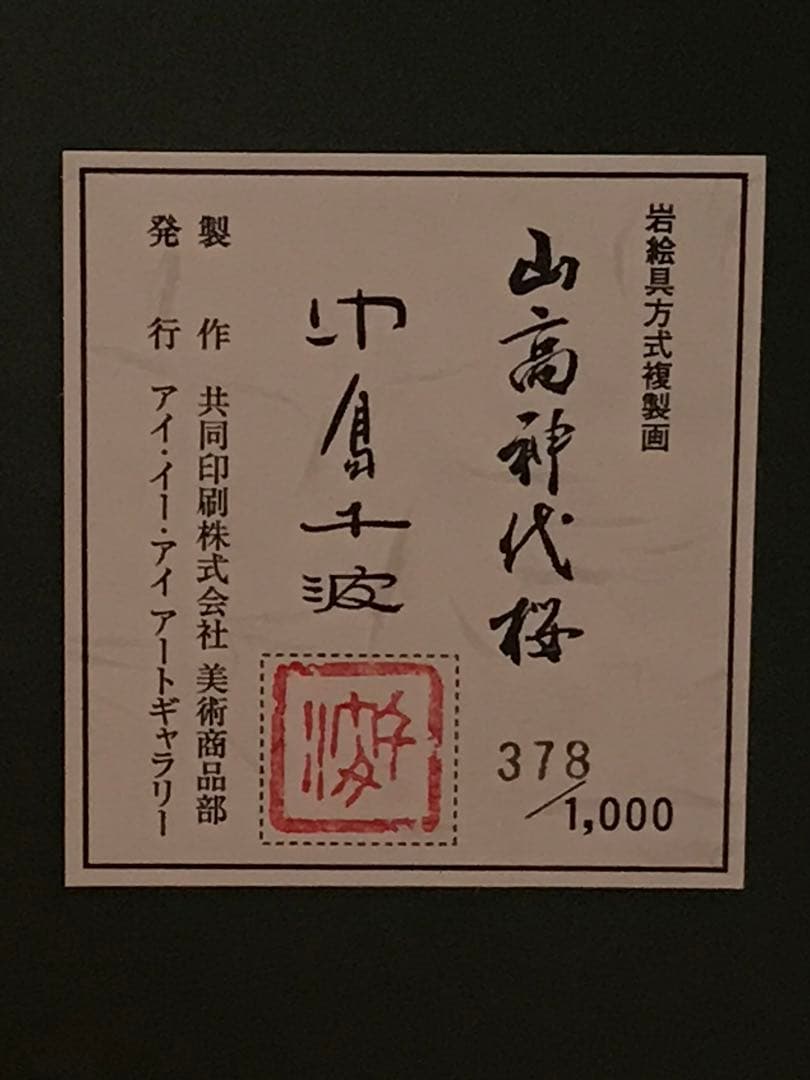 岩絵具方式複製画
山高神代桜
378/1,000
中島千波
製作 共同印刷株式会社 美術商品部
発行 アイ・イー・アイ アートギャラリー